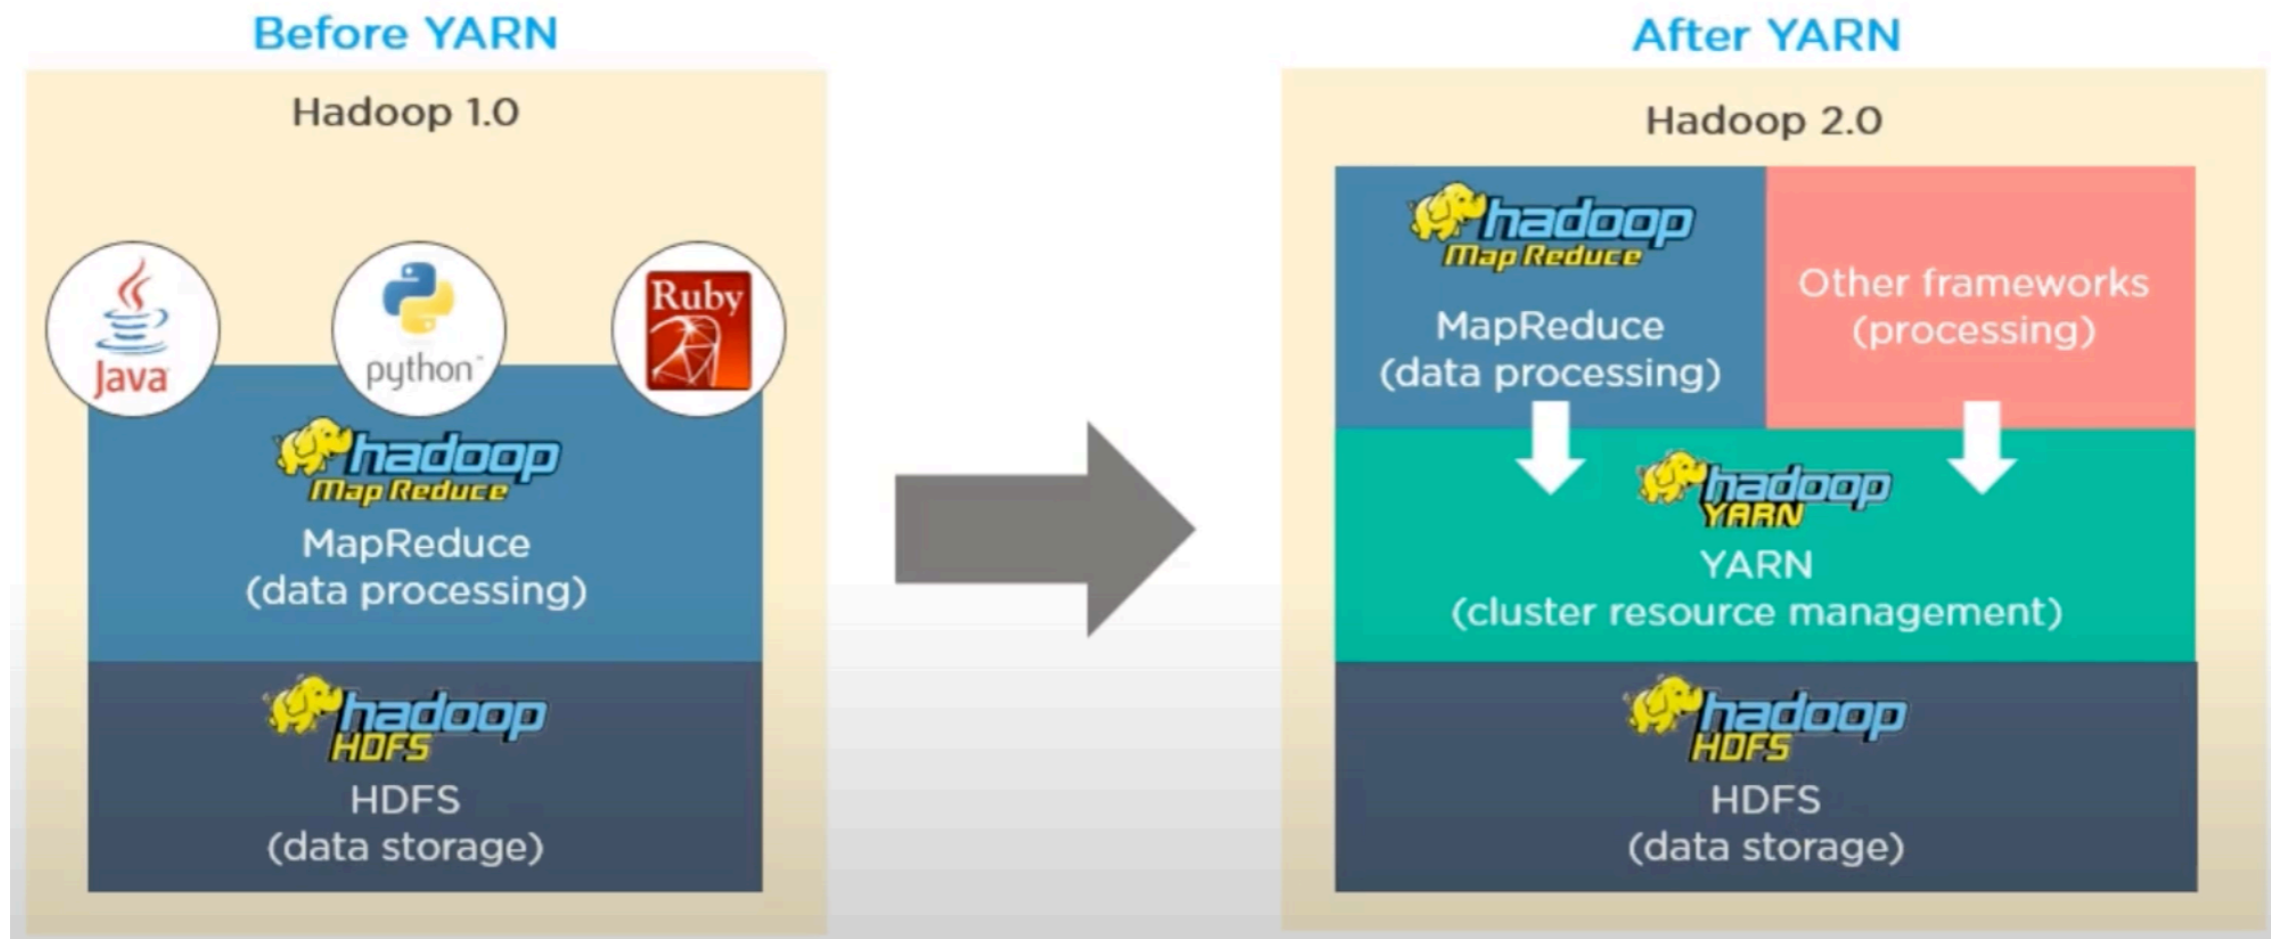 Before YARN
Hadoop 1.0
Java
python™
Ruby
hadoop
Map Reduce
MapReduce
(data processing)
hadoop
HDFS
HDFS
(data storage)
After YARN
Hadoop 2.0
hadoop
Map Reduce
MapReduce
(data processing)
Other frameworks
(processing)
hadoop
YARN
YARN
(cluster resource management)
hadoop
HDFS
HDFS
(data storage)